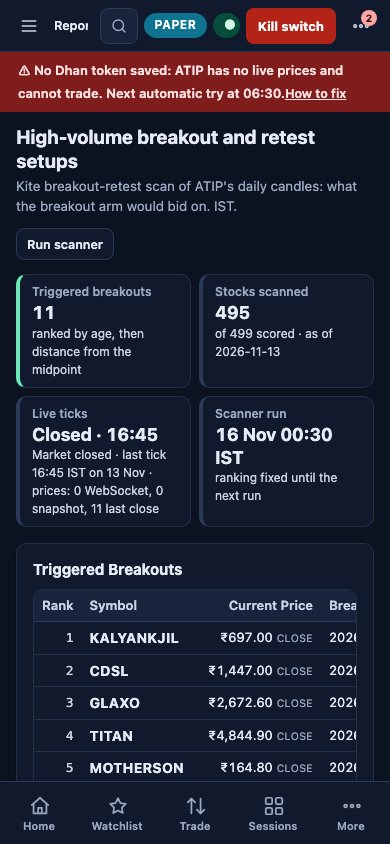 Repor
PAPER
Kill switch
2
⚠ No Dhan token saved: ATIP has no live prices and
cannot trade. Next automatic try at 06:30.How to fix
High-volume breakout and retest
setups
Kite breakout-retest scan of ATIP's daily candles: what
the breakout arm would bid on. IST.
Run scanner
Triggered breakouts
11
ranked by age, then
distance from the
midpoint
Stocks scanned
495
of 499 scored · as of
2026-11-13
Live ticks
Closed · 16:45
Market closed · last tick
16:45 IST on 13 Nov ·
prices: 0 WebSocket, 0
snapshot, 11 last close
Scanner run
16 Nov 00:30
IST
ranking fixed until the
next run
Triggered Breakouts
Rank Symbol Current Price Brea
1 KALYANKJIL ₹697.00 CLOSE 2026
2 CDSL ₹1,447.00 CLOSE 2026
3 GLAXO ₹2,672.60 CLOSE 2026
4 TITAN ₹4,844.90 CLOSE 2026
5 MOTHERSON ₹164.80 CLOSE 2026
Home Watchlist Trade Sessions More